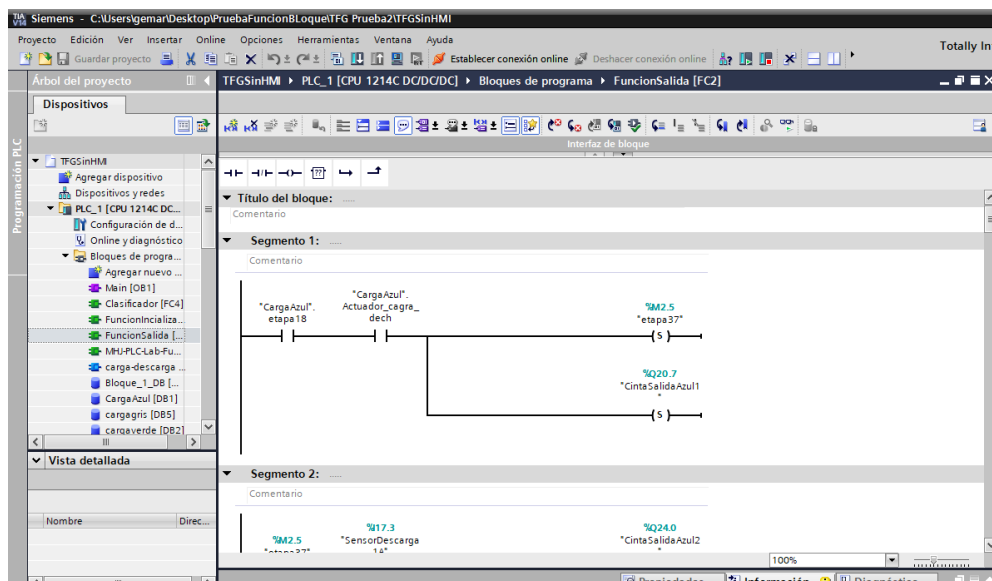 Siemens - C:\Users\gemar\Desktop\PruebaFuncionBLoque\TFG Prueba2\TFGSinHMI
Proyecto Edición Ver Insertar Online Opciones Herramientas Ventana Ayuda
Totally In
Guardar proyecto Establecer conexión online Deshacer conexión online
Árbol del proyecto
TFGSinHMI PLC_1 [CPU 1214C DC/DC/DC] Bloques de programa FuncionSalida [FC2]
Dispositivos
Programación PLC
Interfaz de bloque
TFGSinHMI
Agregar dispositivo
Dispositivos y redes
PLC_1 [CPU 1214C DC...
Configuración de d...
Online y diagnóstico
Bloques de progra...
Agregar nuevo ...
Main [OB1]
Clasificador [FC4]
FuncionIncializa...
FuncionSalida [...
MHJ-PLC-Lab-Fu...
carga-descarga ...
Bloque_1_DB [...
CargaAzul [DB1]
cargagris [DB5]
cargaverde [DB2]
Vista detallada
Nombre Direc...
Título del bloque: .....
Comentario
Segmento 1: .....
Comentario
"CargaAzul".
etapa18
"CargaAzul".
Actuador_cagra_
dech
%M2.5
"etapa37"
S
%Q20.7
"CintaSalidaAzul1
"
S
Segmento 2: .....
Comentario
%M2.5
"etapa37"
%I17.3
"SensorDescarga
1A"
%Q24.0
"CintaSalidaAzul2
"
100%
Propiedades Información Diagnóstico